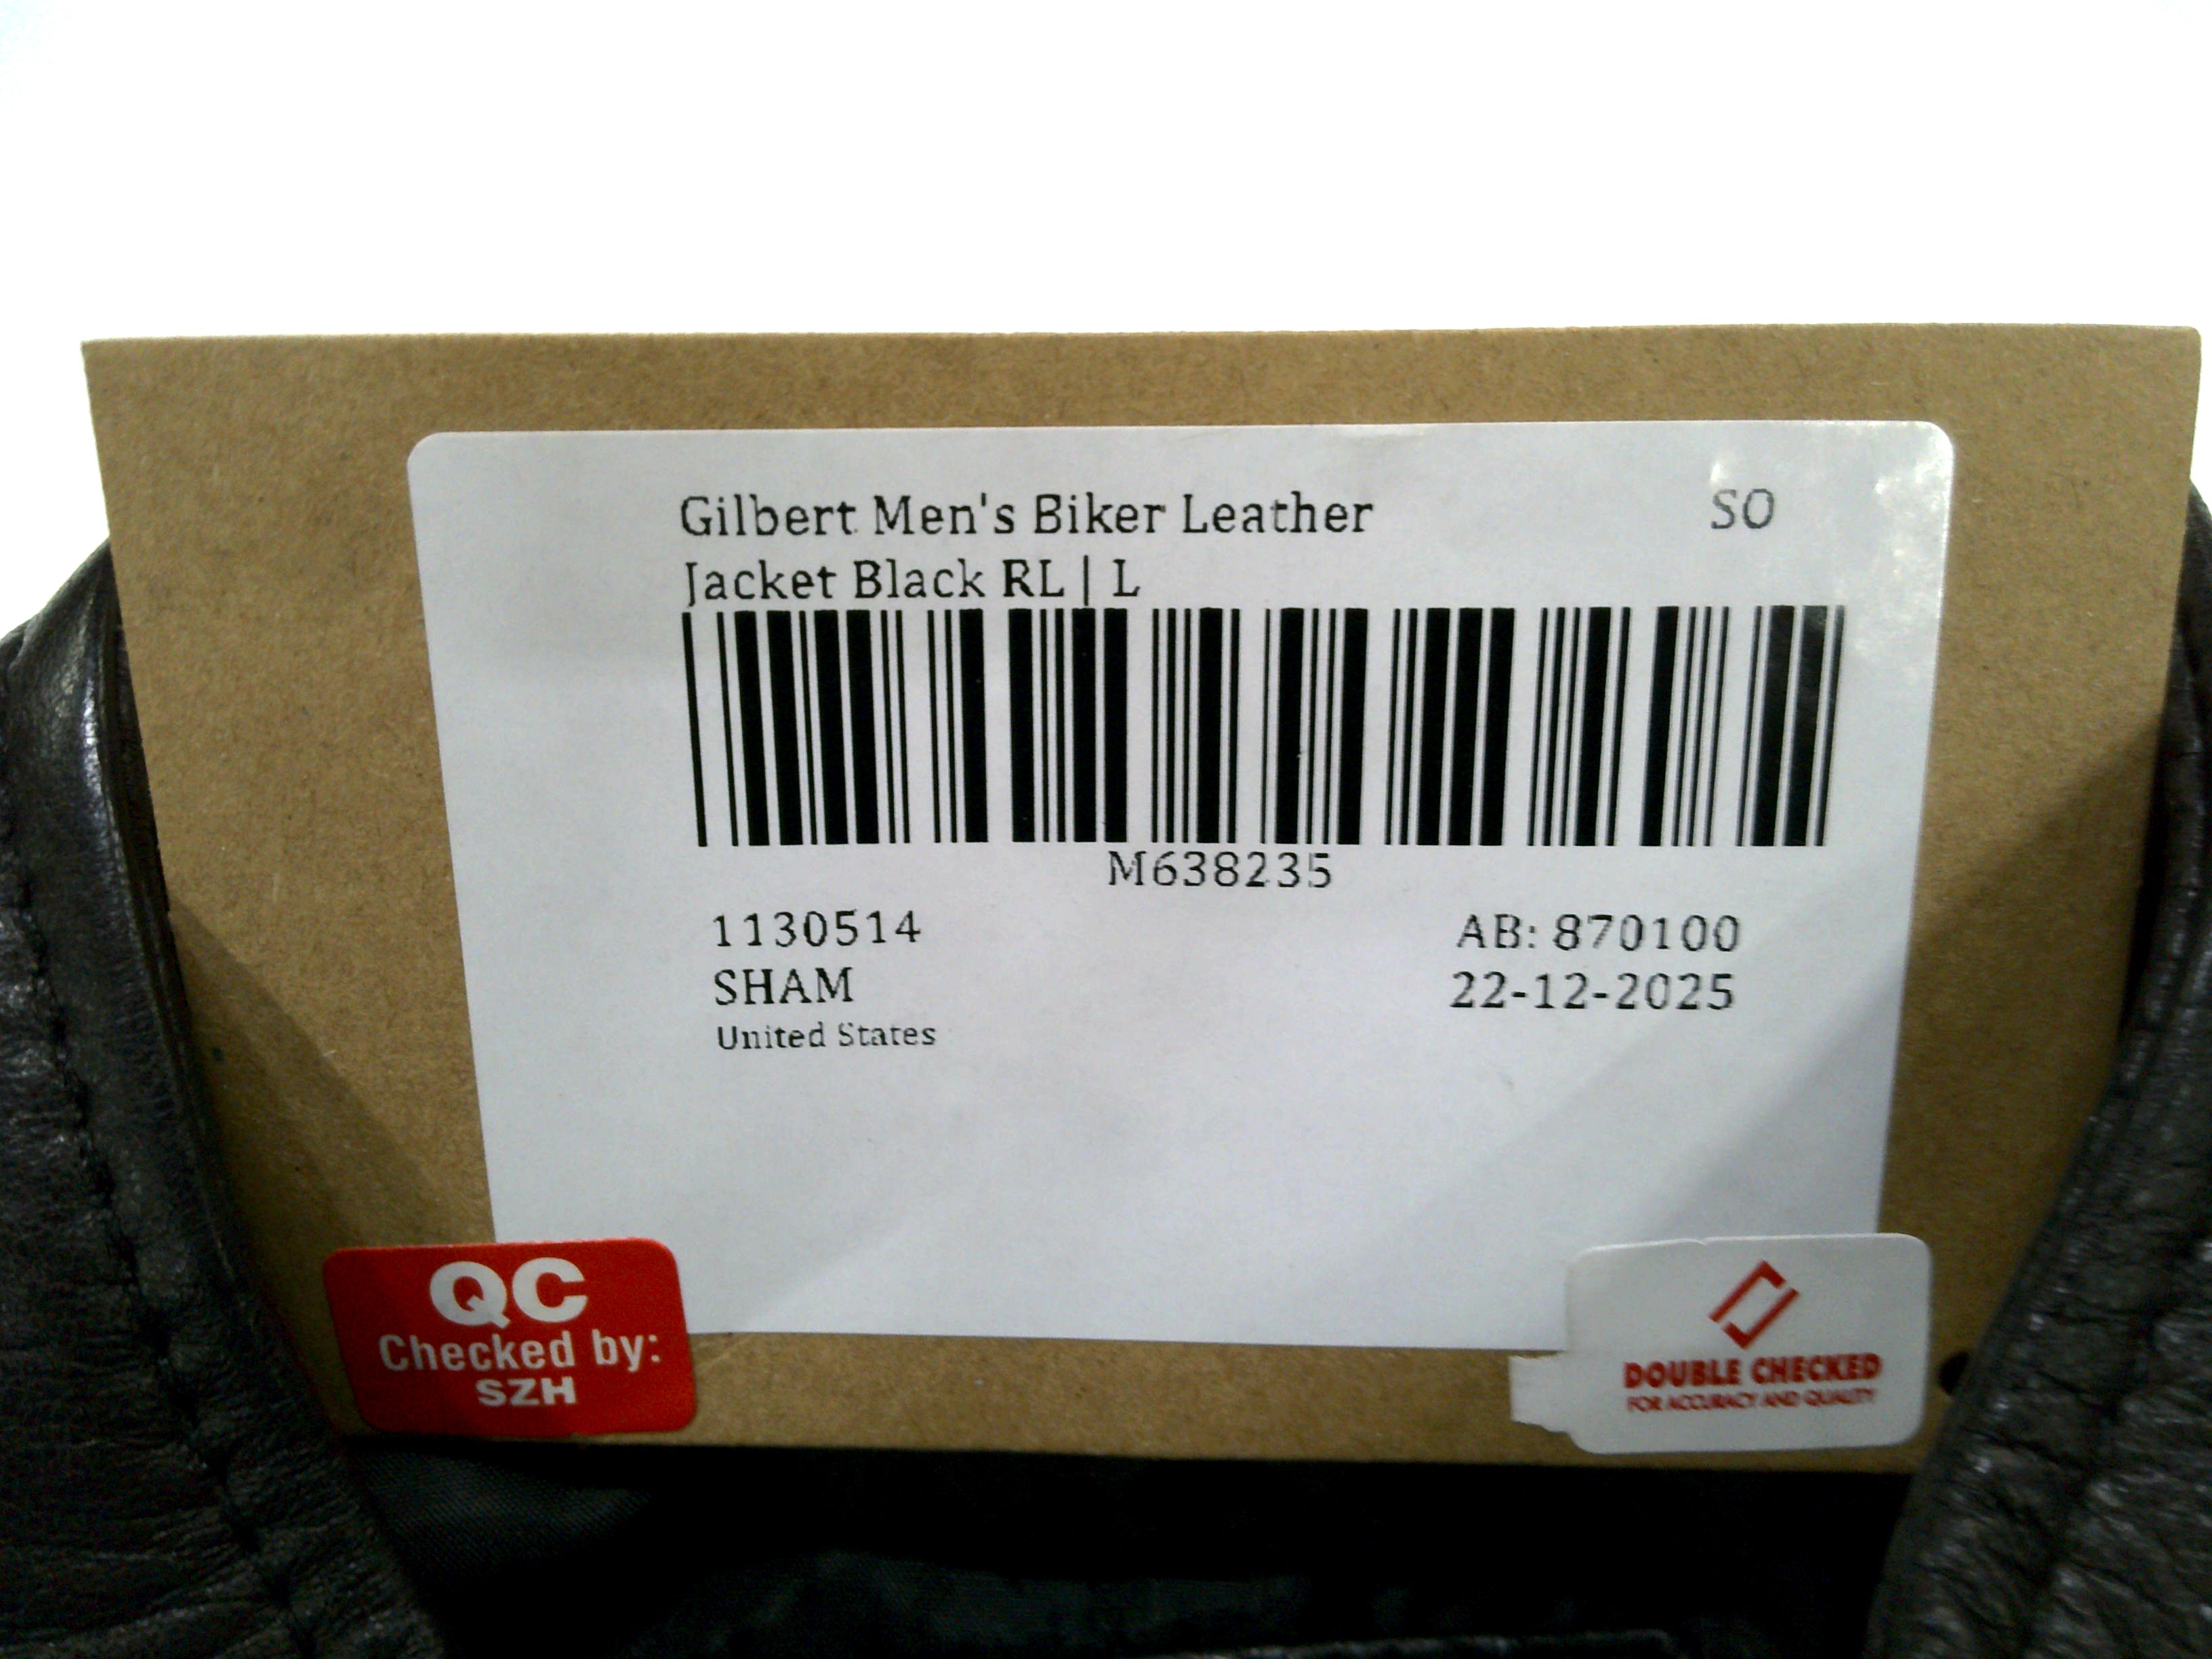 Gilbert Men's Biker Leather SO
Jacket Black RL | L
M638235
1130514 AB: 870100
SHAM 22-12-2025
United States
QC
Checked by:
SZH
DOUBLE CHECKED
FOR ACCURACY AND QUALITY